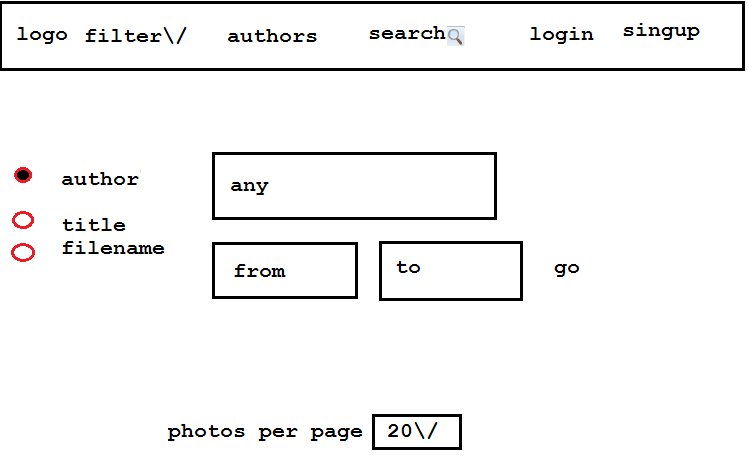 logo filter\/ authors search login singup
author any
title
filename
from to go
photos per page 20\/